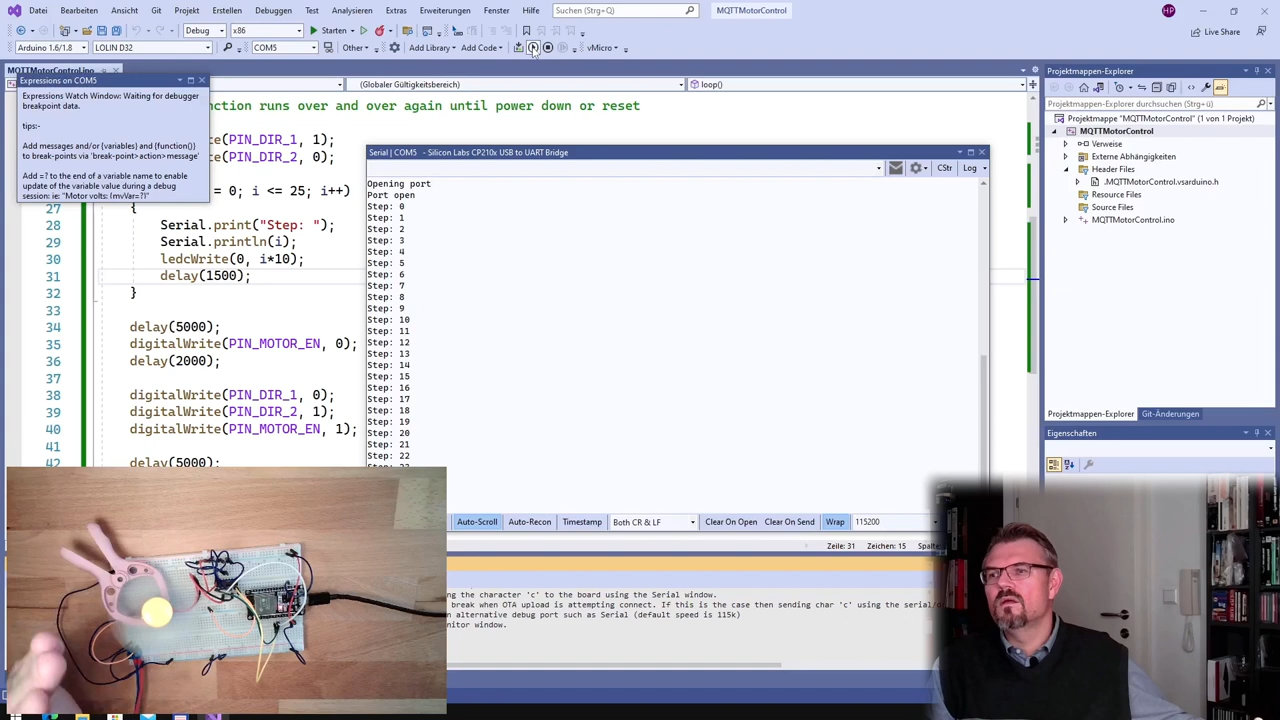 Datei Bearbeiten Ansicht Git Projekt Erstellen Debuggen Test Analysieren Extras Erweiterungen Fenster Hilfe Suchen (Strg+Q) MQTTMotorControl HP
Debug x86 Starten Live Share
Arduino 1.6/1.8 LOLIN D32 COM5 Other Add Library Add Code vMicro
MQTTMotorControl.ino
(Globaler Gültigkeitsbereich) loop()
Expressions on COM5
Expressions Watch Window: Waiting for debugger
breakpoint data.
tips:-
Add messages and/or {variables} and {function()}
to break-points via 'break-point>action>message'
Add =? to the end of a variable name to enable
update of the variable value during a debug
session: ie: "Motor volts: {mvVar=?}"
nction runs over and over again until power down or reset
te(PIN_DIR_1, 1);
te(PIN_DIR_2, 0);
= 0; i <= 25; i++)
27 {
28 Serial.print("Step: ");
29 Serial.println(i);
30 ledcWrite(0, i*10);
31 delay(1500);
32 }
33
34 delay(5000);
35 digitalWrite(PIN_MOTOR_EN, 0);
36 delay(2000);
37
38 digitalWrite(PIN_DIR_1, 0);
39 digitalWrite(PIN_DIR_2, 1);
40 digitalWrite(PIN_MOTOR_EN, 1);
41
42 delay(5000);
Serial | COM5 - Silicon Labs CP210x USB to UART Bridge
CStr Log
Opening port
Port open
Step: 0
Step: 1
Step: 2
Step: 3
Step: 4
Step: 5
Step: 6
Step: 7
Step: 8
Step: 9
Step: 10
Step: 11
Step: 12
Step: 13
Step: 14
Step: 15
Step: 16
Step: 17
Step: 18
Step: 19
Step: 20
Step: 21
Step: 22
Auto-Scroll Auto-Recon Timestamp Both CR & LF Clear On Open Clear On Send Wrap 115200
Zeile: 31 Zeichen: 15 Spalte
ng the character 'c' to the board using the Serial window.
break when OTA upload is attempting connect. If this is the case then sending char 'c' using the serial/d
n alternative debug port such as Serial (default speed is 115k)
nitor window.
Projektmappen-Explorer
Projektmappen-Explorer durchsuchen (Strg+ü)
Projektmappe "MQTTMotorControl" (1 von 1 Projekt)
MQTTMotorControl
Verweise
Externe Abhängigkeiten
Header Files
.MQTTMotorControl.vsarduino.h
Resource Files
Source Files
MQTTMotorControl.ino
Projektmappen-Explorer Git-Änderungen
Eigenschaften